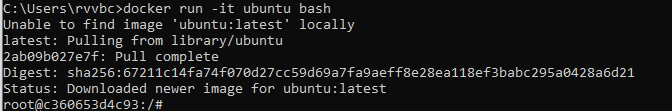 C:\Users\rvvbc>docker run -it ubuntu bash
Unable to find image 'ubuntu:latest' locally
latest: Pulling from library/ubuntu
2ab09b027e7f: Pull complete
Digest: sha256:67211c14fa74f070d27cc59d69a7fa9aeff8e28ea118ef3babc295a0428a6d21
Status: Downloaded newer image for ubuntu:latest
root@c360653d4c93:/#